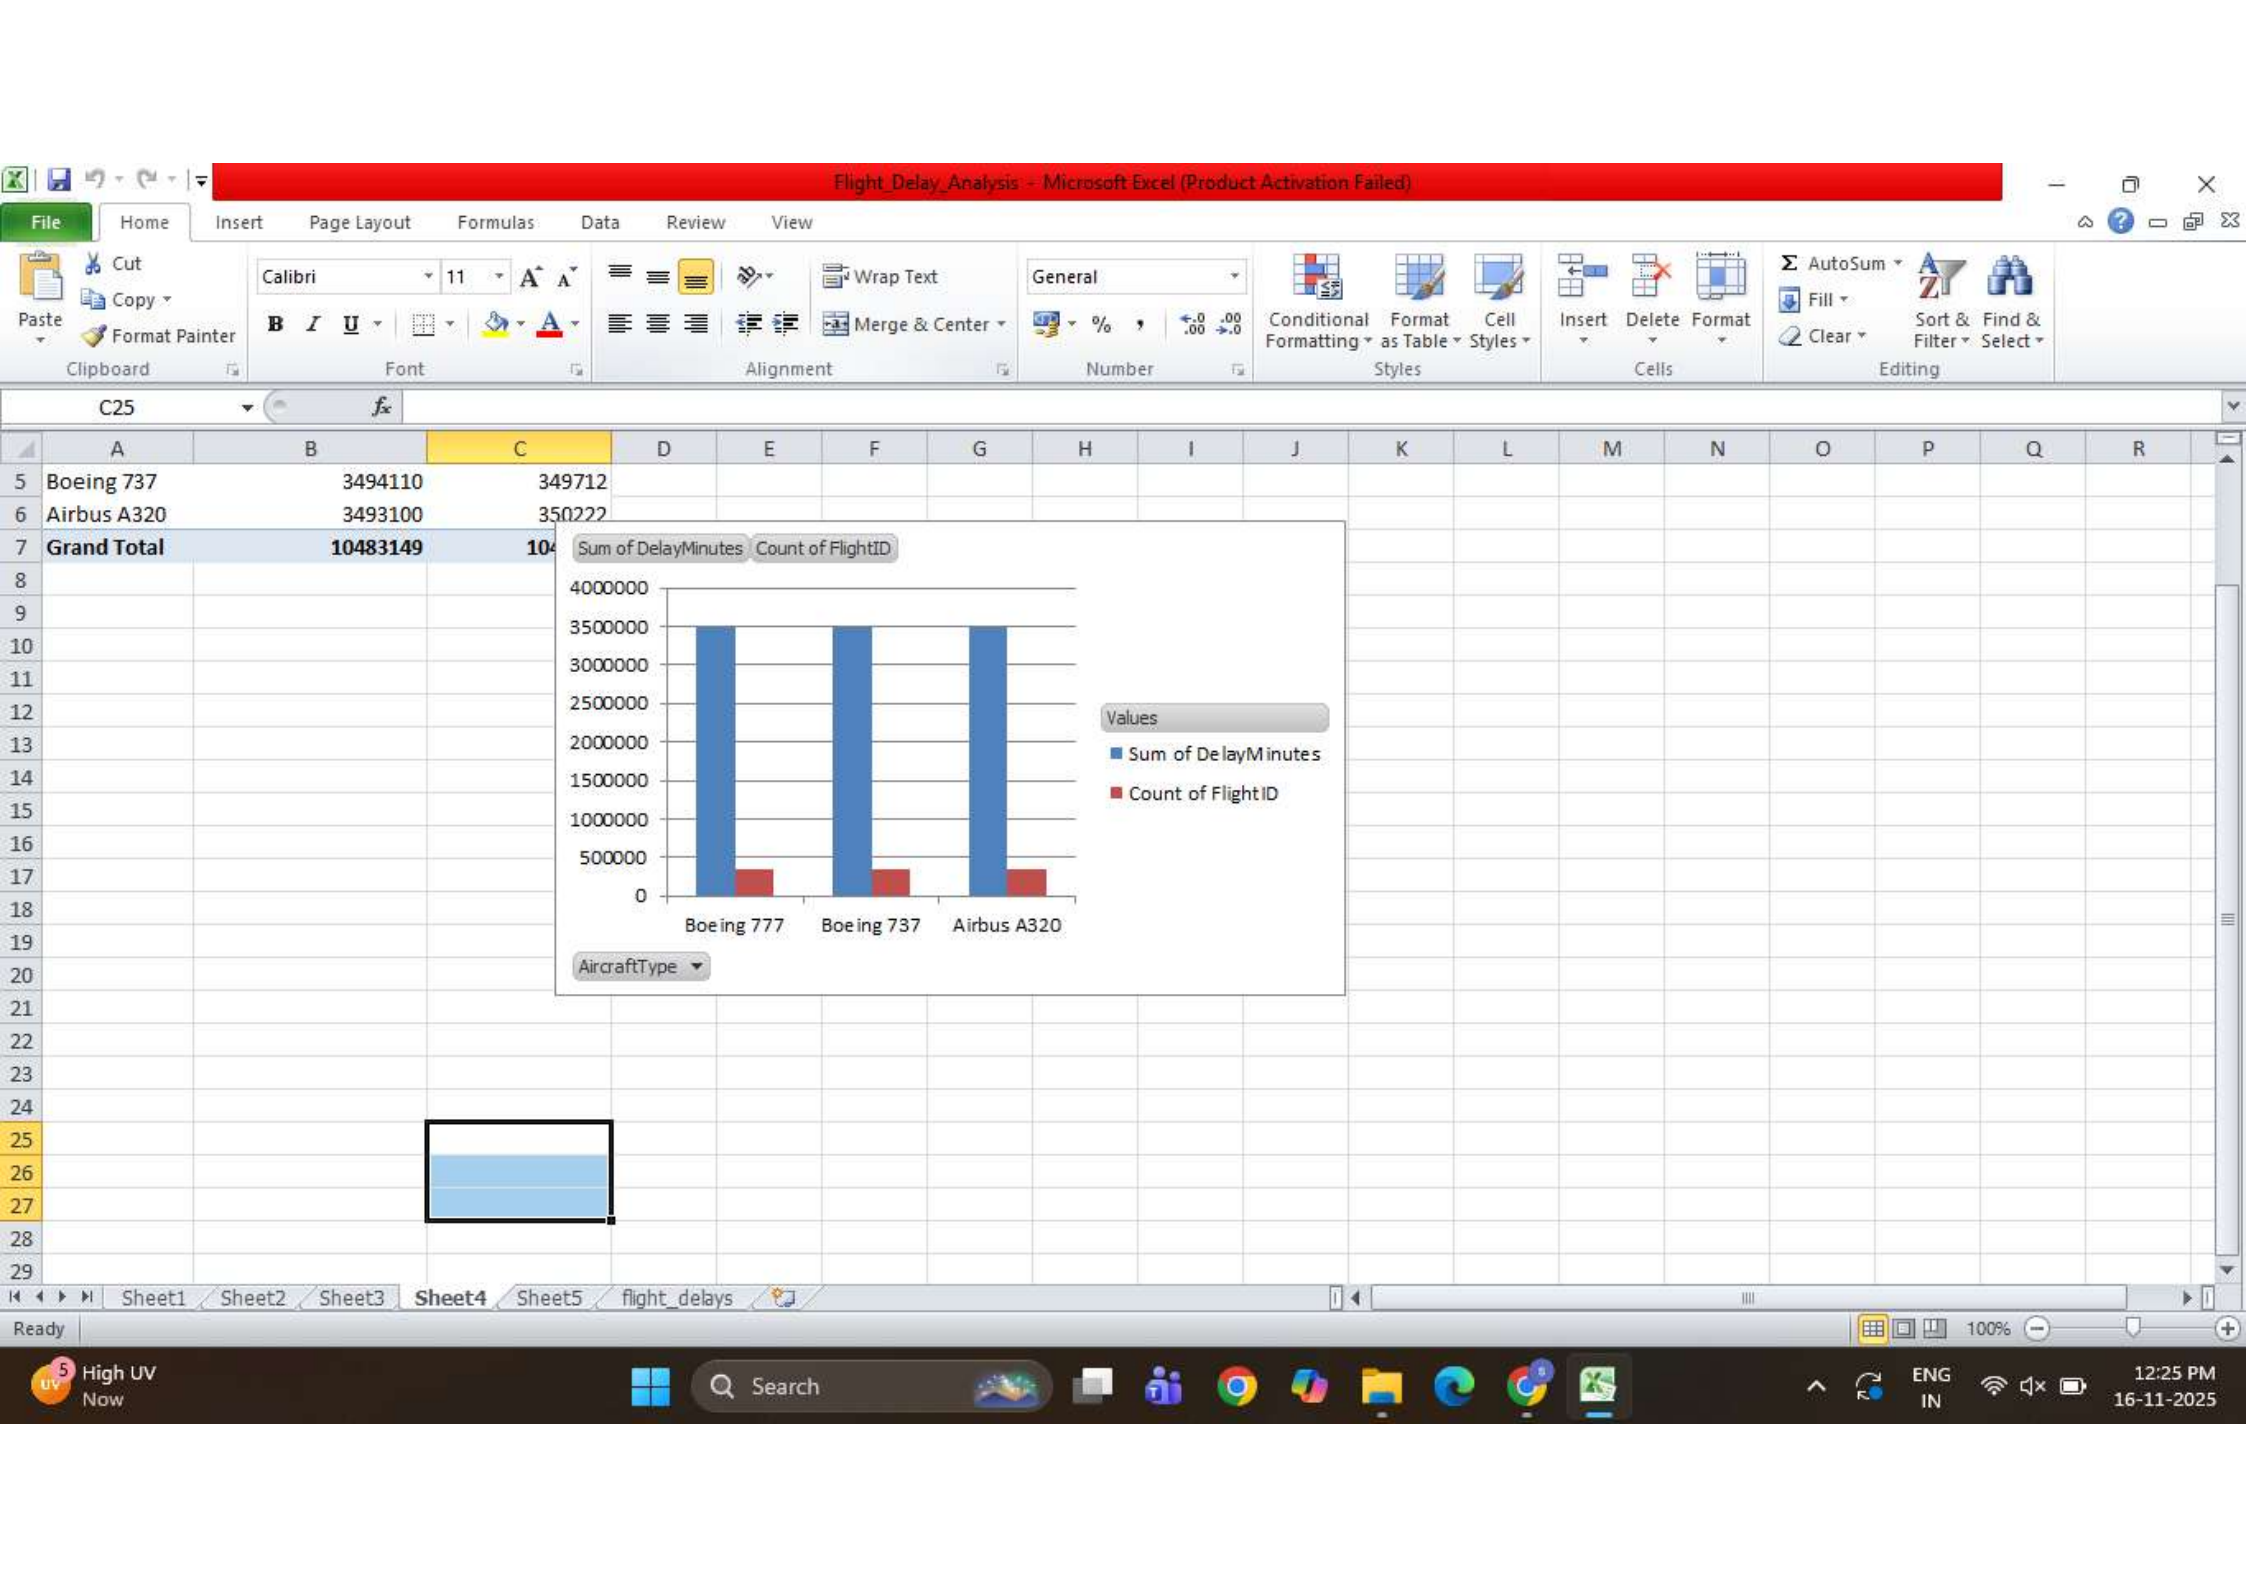 Flight_Delay_Analysis - Microsoft Excel (Product Activation Failed)
File Home Insert Page Layout Formulas Data Review View
Cut
Copy
Format Painter
Paste
Clipboard
Calibri 11
B I U
Font
Wrap Text
Merge & Center
Alignment
General
% ,
Number
Conditional Formatting
Format as Table
Cell Styles
Styles
Insert Delete Format
Cells
Σ AutoSum
Fill
Clear
Sort & Filter
Find & Select
Editing
C25 fx
A B C D E F G H I J K L M N O P Q R
5 Boeing 737 3494110 349712
6 Airbus A320 3493100 350222
7 Grand Total 10483149 104
8
9
10
11
12
13
14
15
16
17
18
19
20
21
22
23
24
25
26
27
28
29
Sum of DelayMinutes Count of FlightID
4000000
3500000
3000000
2500000
2000000
1500000
1000000
500000
0
Boeing 777 Boeing 737 Airbus A320
Values
Sum of DelayMinutes
Count of FlightID
AircraftType
Sheet1 Sheet2 Sheet3 Sheet4 Sheet5 flight_delays
Ready 100%
5
UV
High UV
Now
Search
ENG
IN
12:25 PM
16-11-2025